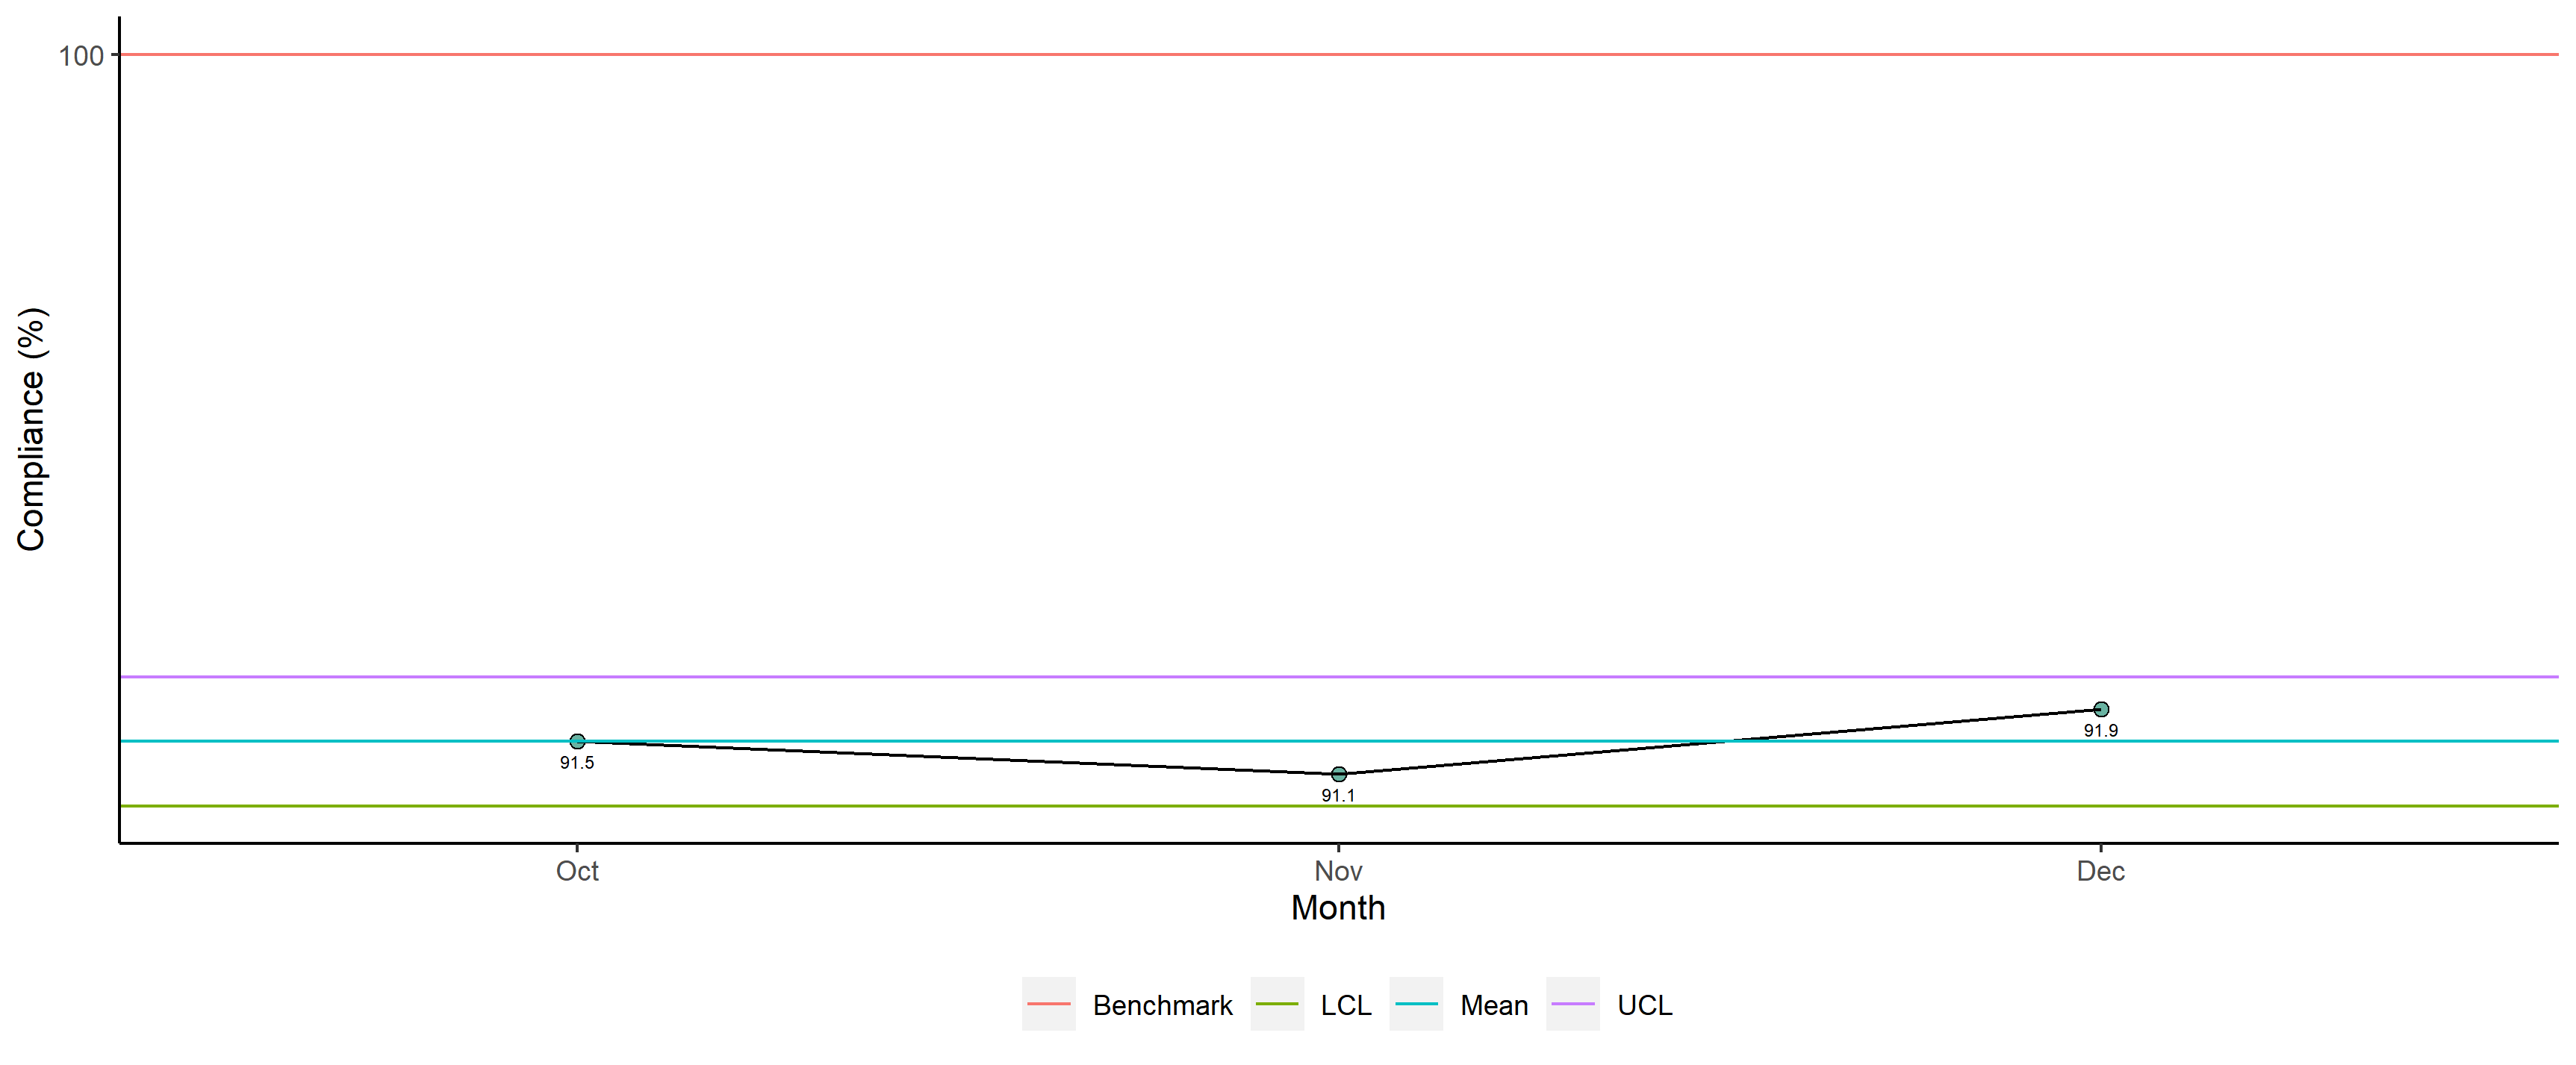 100
Compliance (%)
91.5
91.1
91.9
Oct Nov Dec
Month
Benchmark LCL Mean UCL